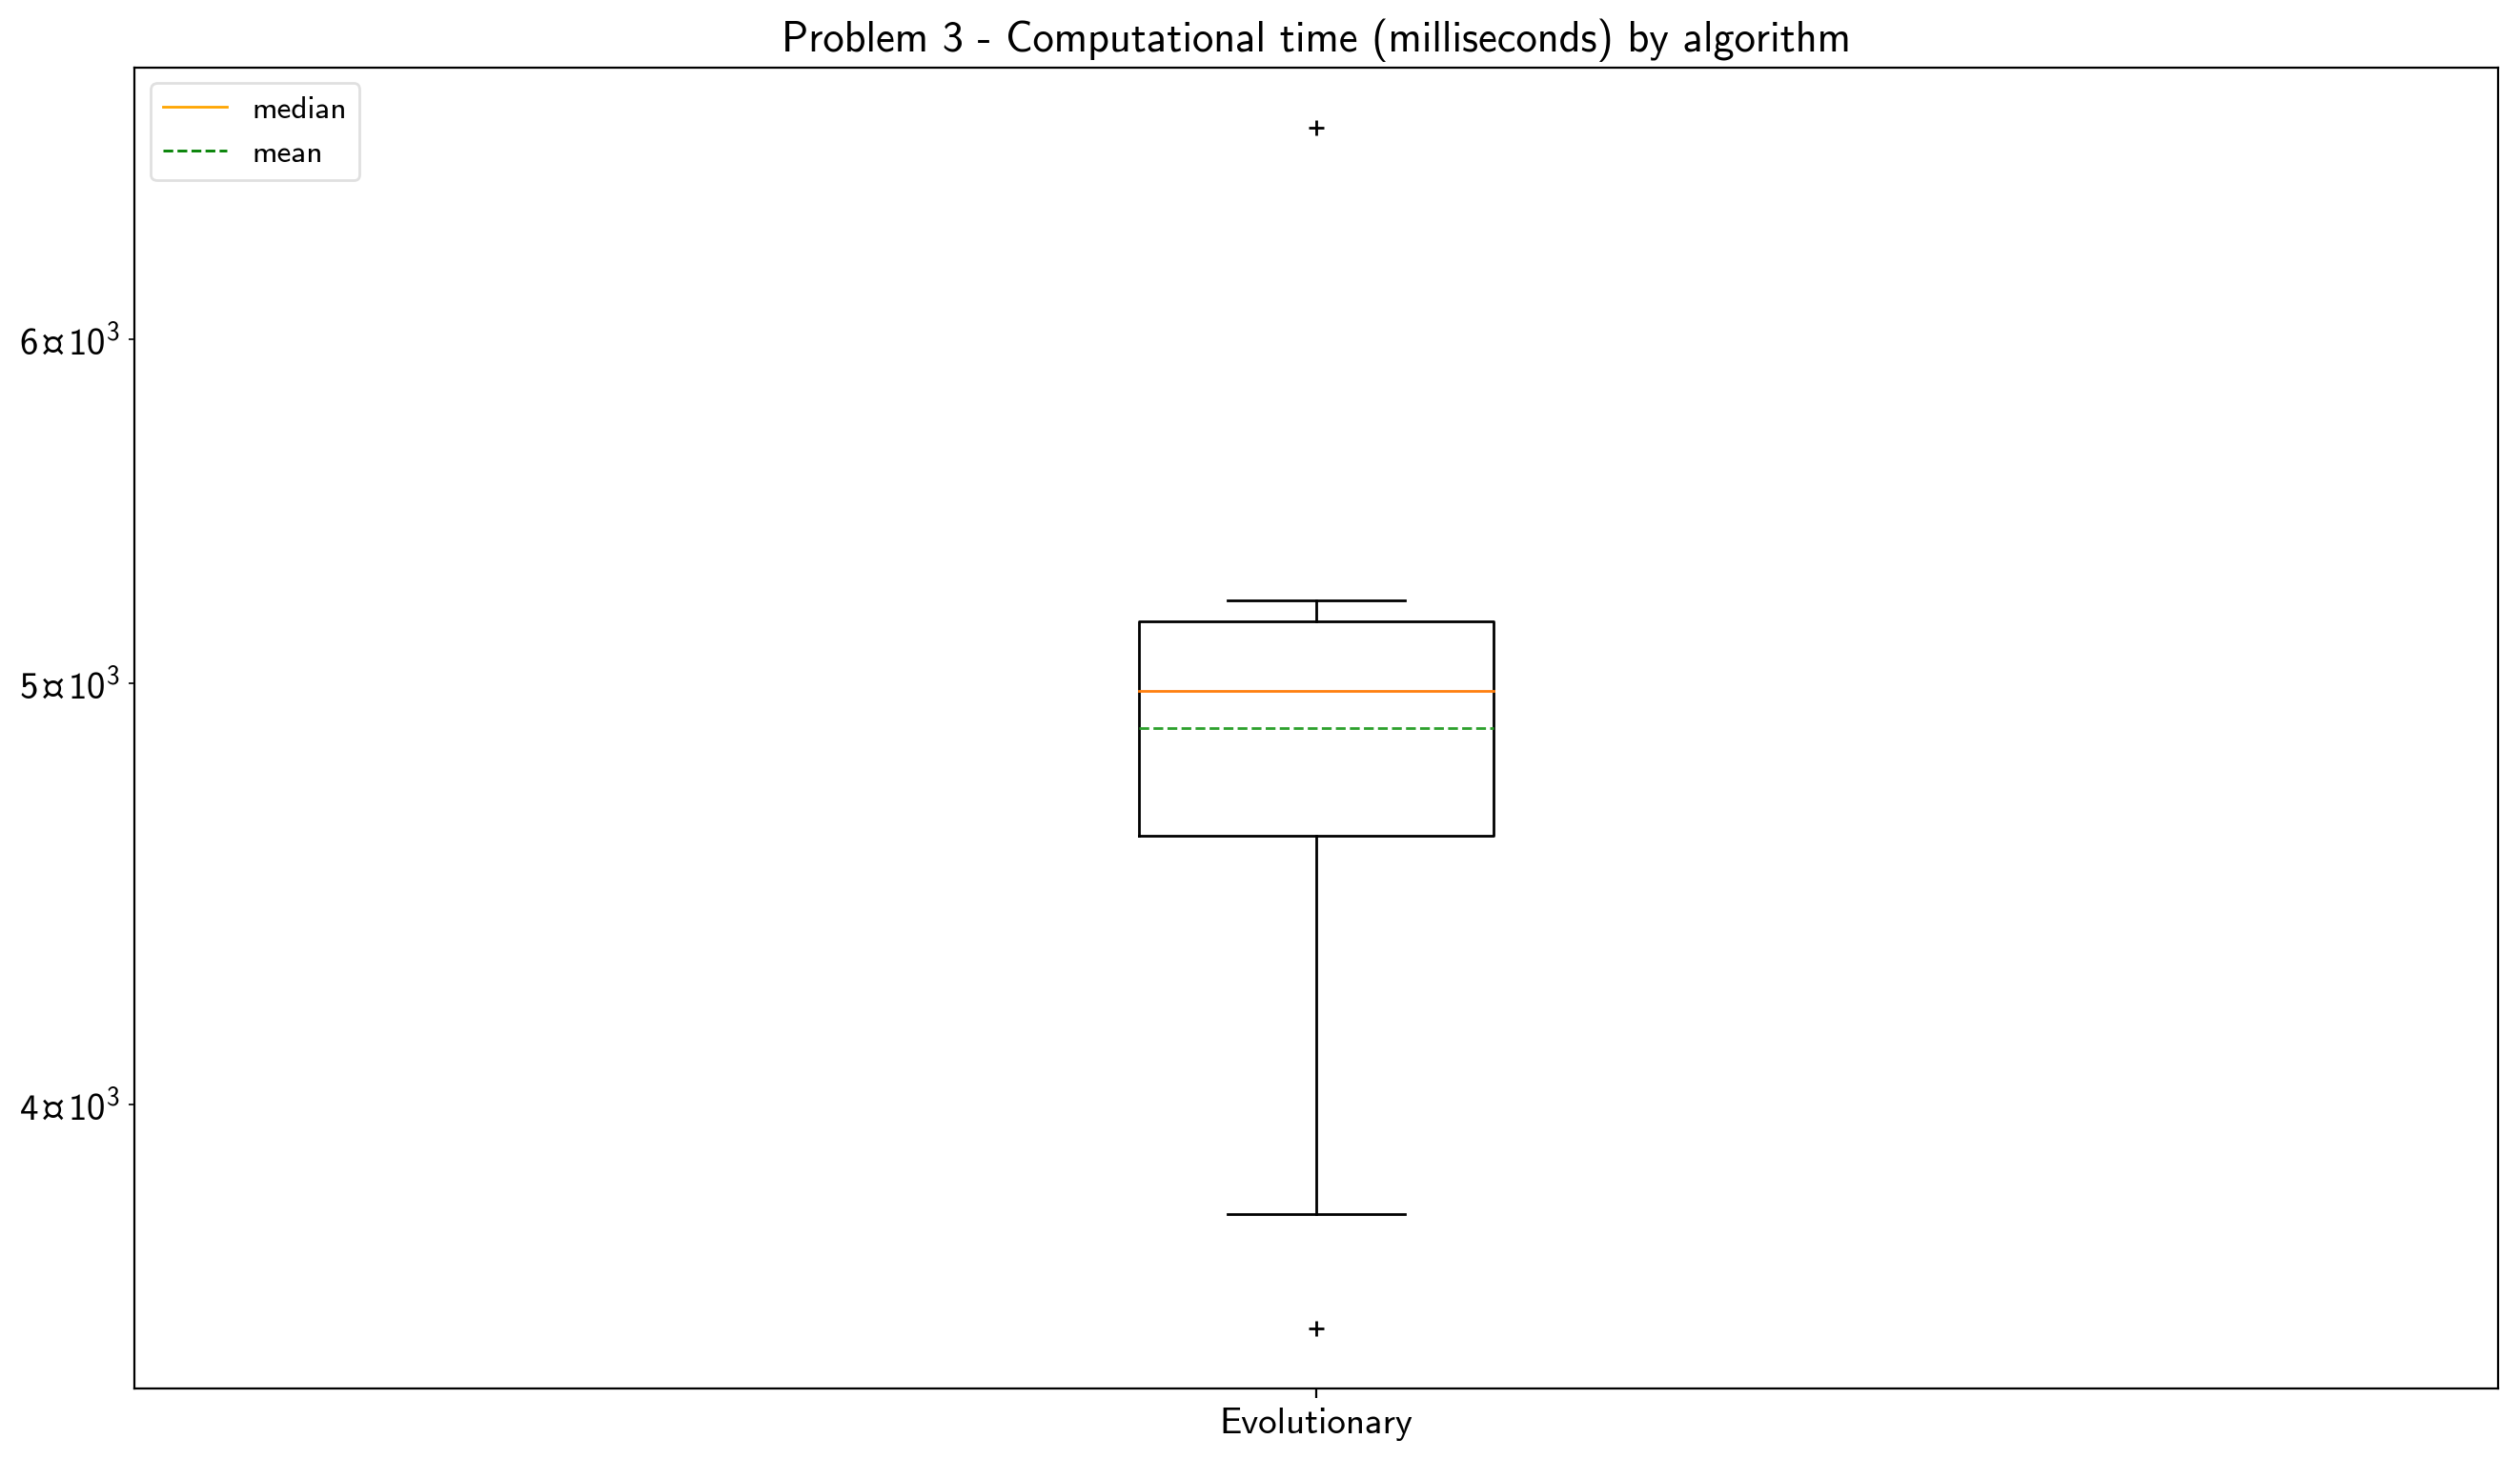 Problem 3 - Computational time (milliseconds) by algorithm
median
mean
6¤10³
5¤10³
4¤10³
Evolutionary